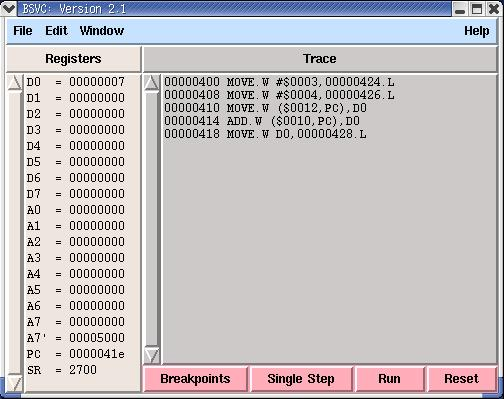 BSVC: Version 2.1
File Edit Window Help
Registers
Trace
D0 = 00000007
D1 = 00000000
D2 = 00000000
D3 = 00000000
D4 = 00000000
D5 = 00000000
D6 = 00000000
D7 = 00000000
A0 = 00000000
A1 = 00000000
A2 = 00000000
A3 = 00000000
A4 = 00000000
A5 = 00000000
A6 = 00000000
A7 = 00000000
A7' = 00005000
PC = 0000041e
SR = 2700
00000400 MOVE.W #$0003,00000424.L
00000408 MOVE.W #$0004,00000426.L
00000410 MOVE.W ($0012,PC),D0
00000414 ADD.W ($0010,PC),D0
00000418 MOVE.W D0,00000428.L
Breakpoints Single Step Run Reset